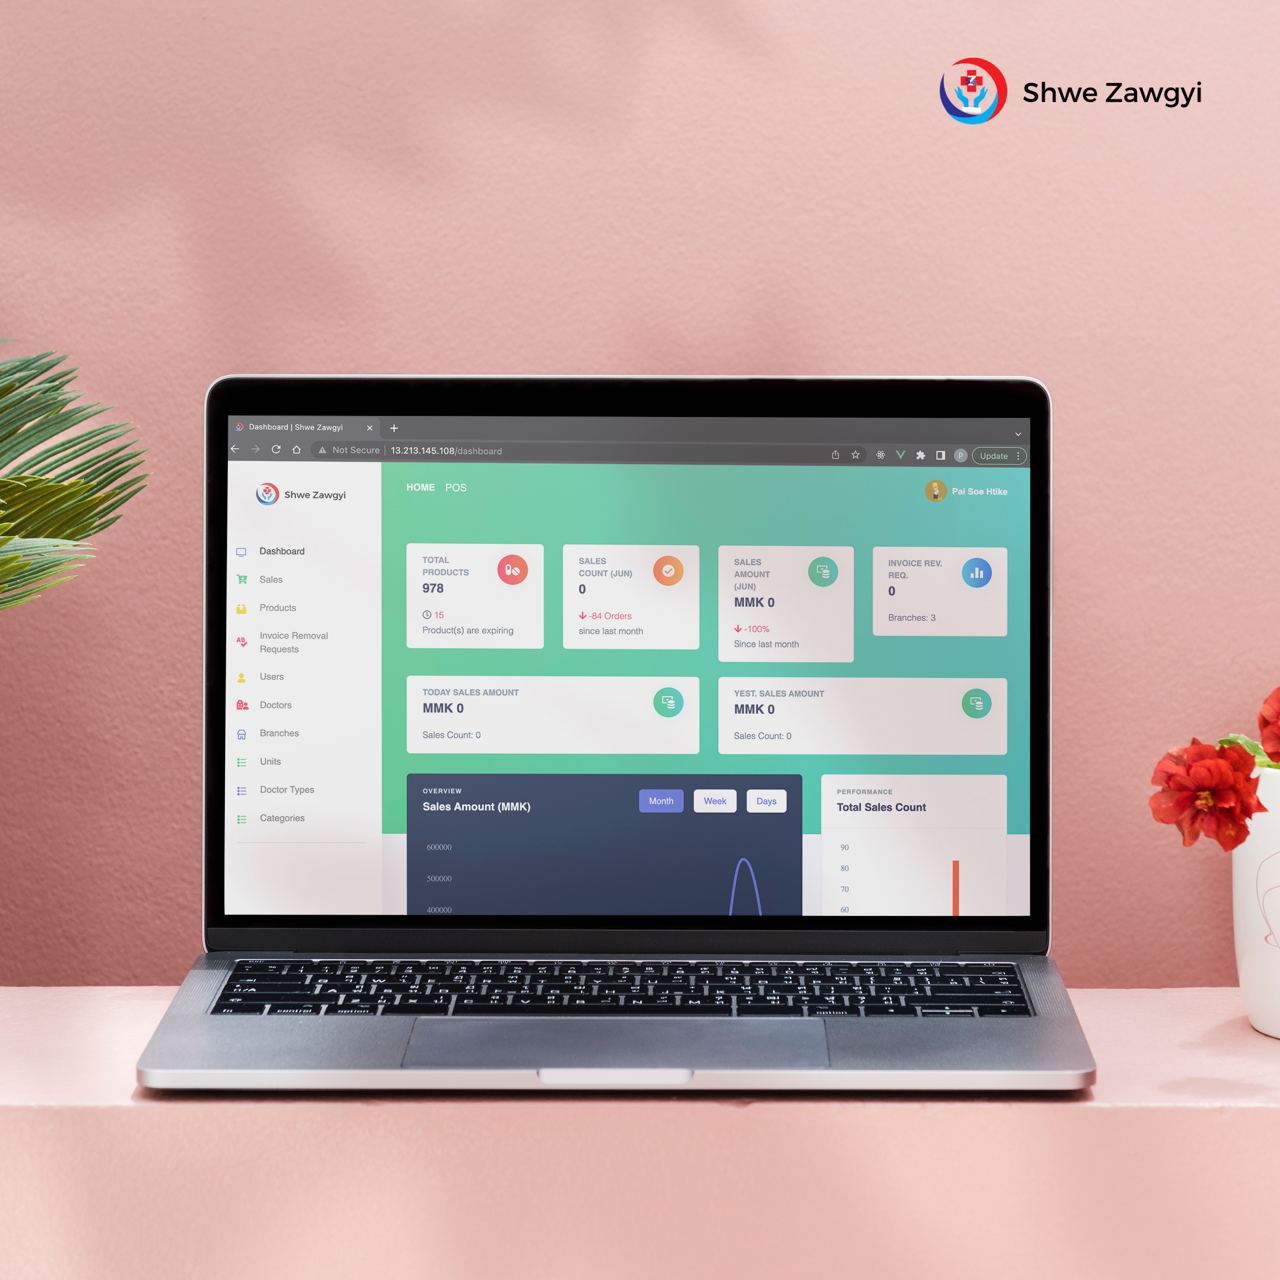 Shwe Zawgyi
Dashboard | Shwe Zawgyi
Not Secure | 13.213.145.108/dashboard
P
Update
Shwe Zawgyi
HOME POS
Pai Soe Htike
Dashboard
Sales
Products
Invoice Removal
Requests
Users
Doctors
Branches
Units
Doctor Types
Categories
TOTAL
PRODUCTS
978
15
Product(s) are expiring
SALES
COUNT (JUN)
0
-84 Orders
since last month
SALES
AMOUNT
(JUN)
MMK 0
-100%
Since last month
INVOICE REV.
REQ.
0
Branches: 3
TODAY SALES AMOUNT
MMK 0
Sales Count: 0
YEST. SALES AMOUNT
MMK 0
Sales Count: 0
OVERVIEW
Sales Amount (MMK)
Month Week Days
600000
500000
400000
PERFORMANCE
Total Sales Count
90
80
70
60
fn control option
option